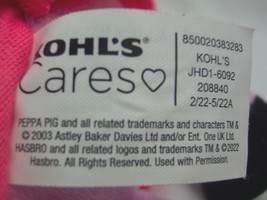 KOHL'S
Cares♡
850020383283
KOHL'S
JHD1-6092
208840
2/22-5/22A
PEPPA PIG and all related trademarks and characters TM &
© 2003 Astley Baker Davies Ltd and/or Ent. One UK Ltd.
HASBRO and all related logos and trademarks TM & ©2022
Hasbro. All Rights Reserved. Used with Permission.